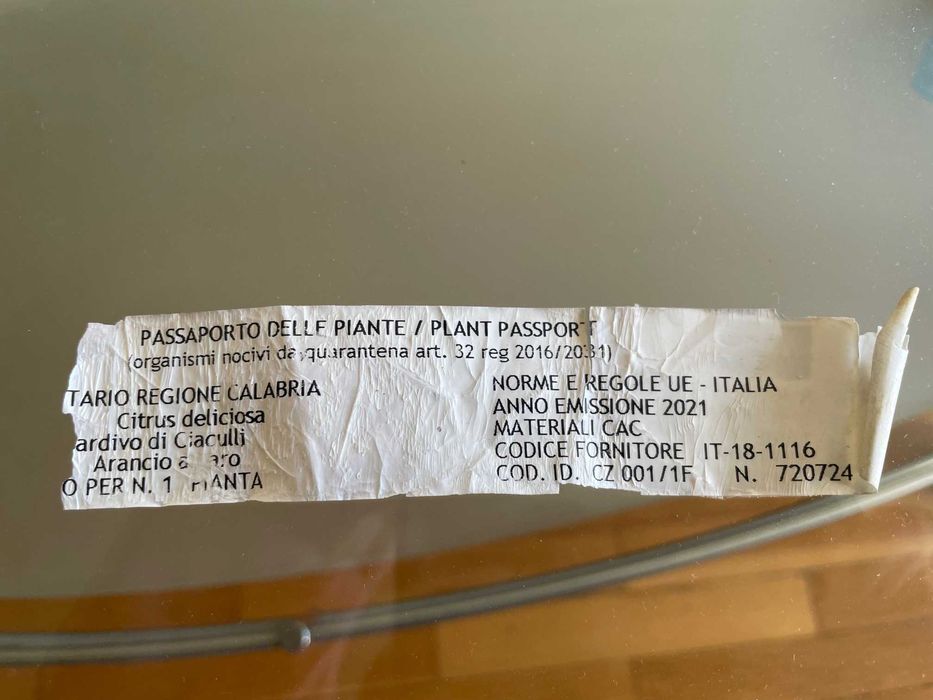 PASSAPORTO DELLE PIANTE / PLANT PASSPORT
(organismi nocivi da quarantena art. 32 reg 2016/2031)
TARIO REGIONE CALABRIA
Citrus deliciosa
ardivo di Ciaculli
Arancio
O PER N. 1 PIANTA
NORME E REGOLE UE - ITALIA
ANNO EMISSIONE 2021
MATERIALI CAC
CODICE FORNITORE IT-18-1116
COD. ID. CZ 001/1F N. 720724